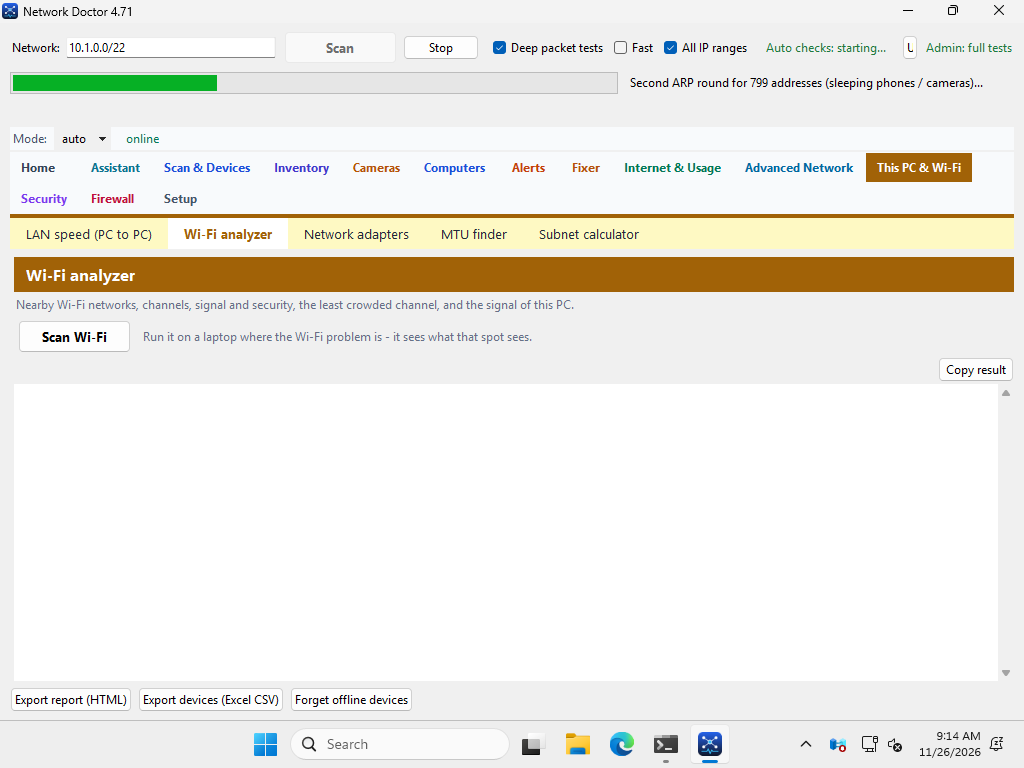 Network Doctor 4.71
Network: 10.1.0.0/22 Scan Stop Deep packet tests Fast All IP ranges Auto checks: starting... Admin: full tests
Second ARP round for 799 addresses (sleeping phones / cameras)...
Mode: auto online
Home Assistant Scan & Devices Inventory Cameras Computers Alerts Fixer Internet & Usage Advanced Network This PC & Wi-Fi
Security Firewall Setup
LAN speed (PC to PC) Wi-Fi analyzer Network adapters MTU finder Subnet calculator
Wi-Fi analyzer
Nearby Wi-Fi networks, channels, signal and security, the least crowded channel, and the signal of this PC.
Scan Wi-Fi Run it on a laptop where the Wi-Fi problem is - it sees what that spot sees.
Copy result
Export report (HTML) Export devices (Excel CSV) Forget offline devices
Search
9:14 AM
11/26/2026